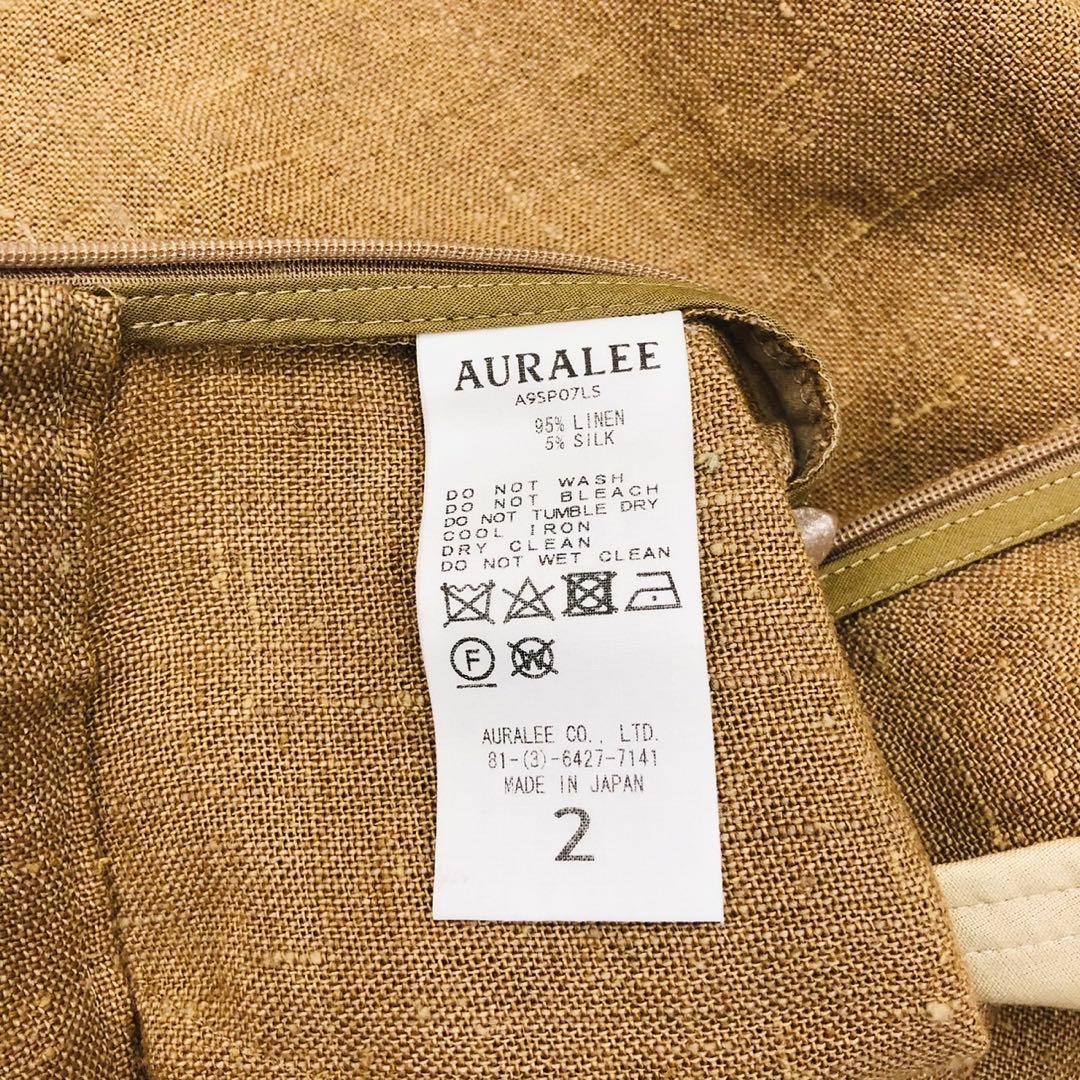 AURALEE
A9SP07LS
95% LINEN
5% SILK
DO NOT WASH
DO NOT BLEACH
DO NOT TUMBLE DRY
COOL IRON
DRY CLEAN
DO NOT WET CLEAN
F W
AURALEE CO., LTD.
81-(3)-6427-7141
MADE IN JAPAN
2